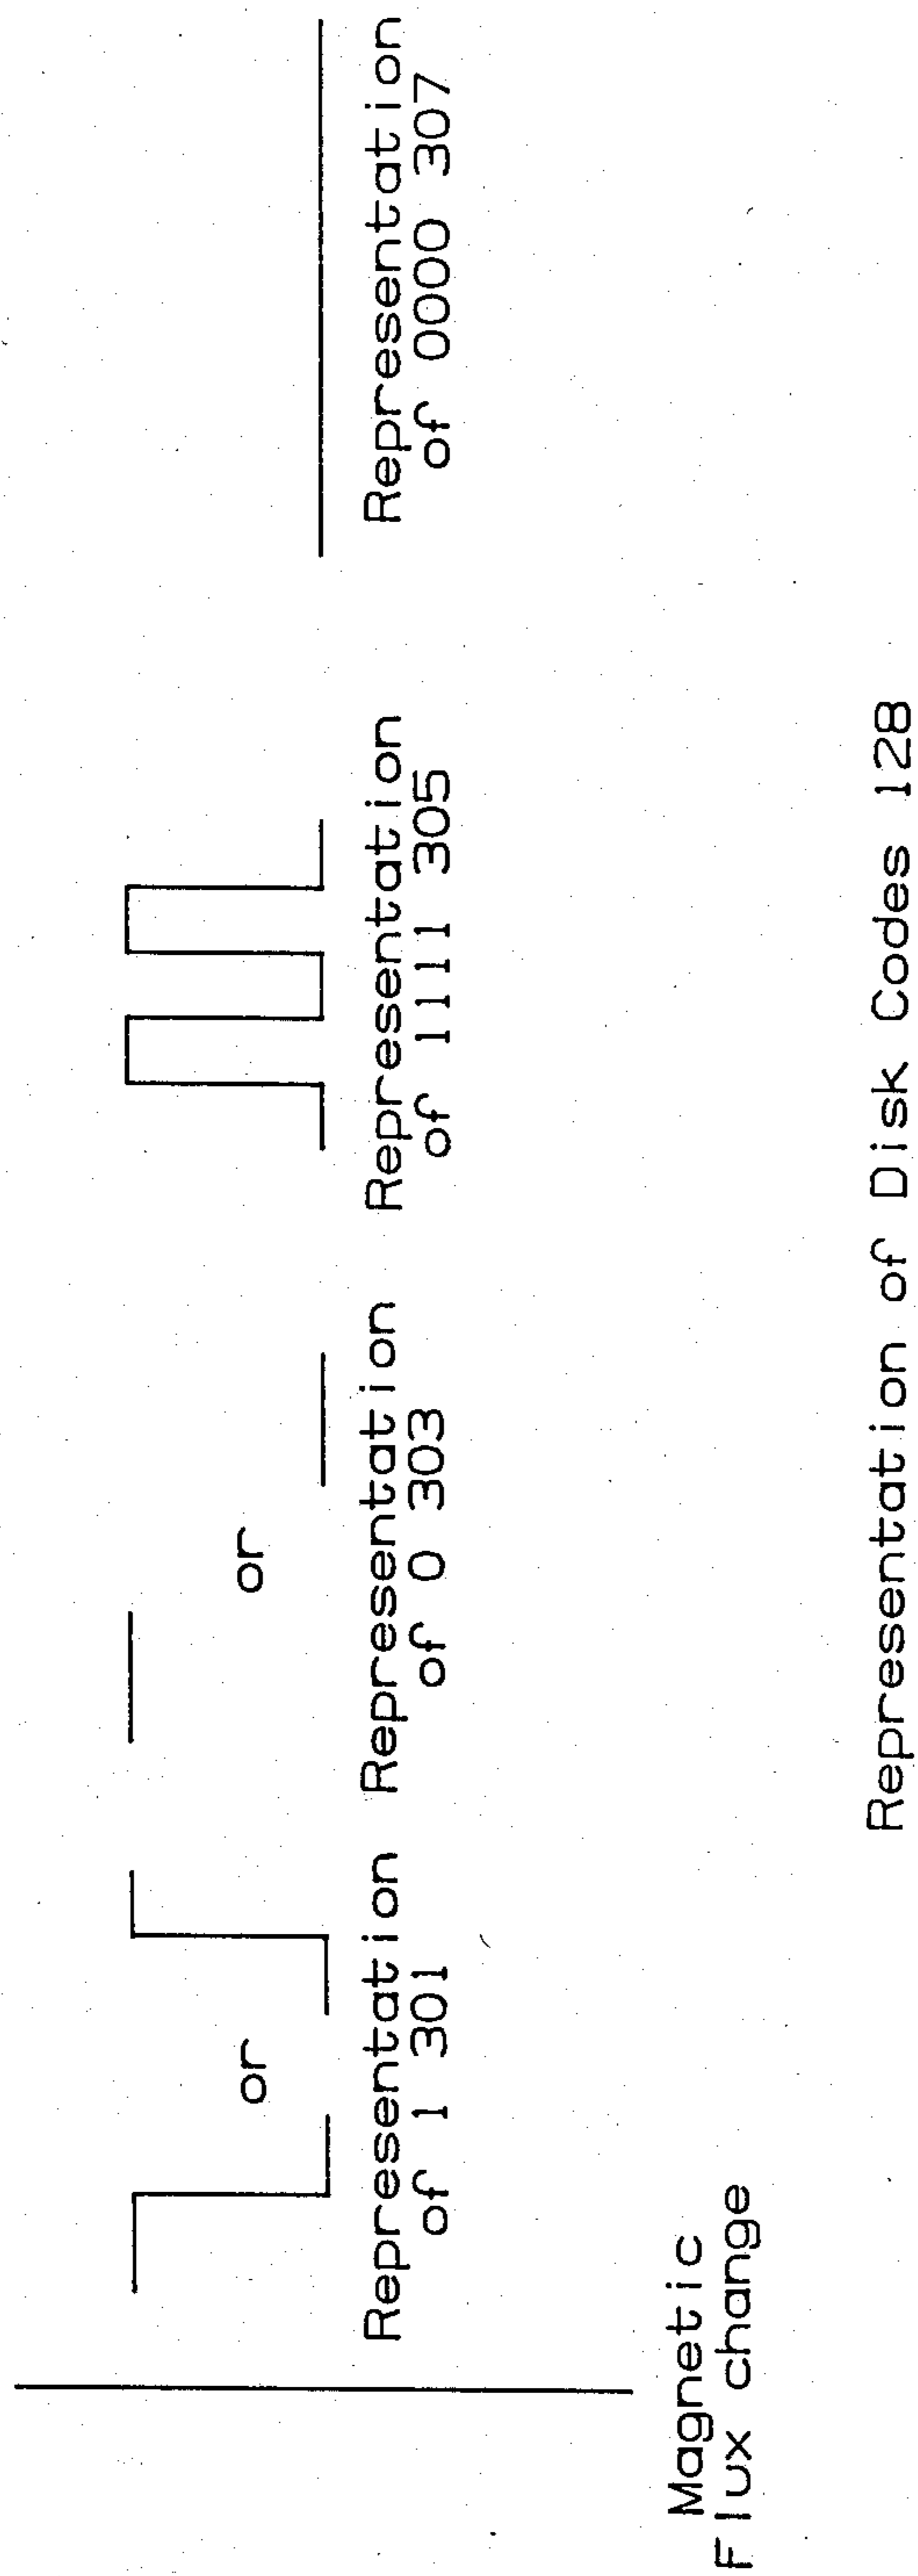 or
Representation
of 1 301
or
Representation
of 0 303
Representation
of 1111 305
Representation
of 0000 307
Magnetic
Flux change
Representation of Disk Codes 128